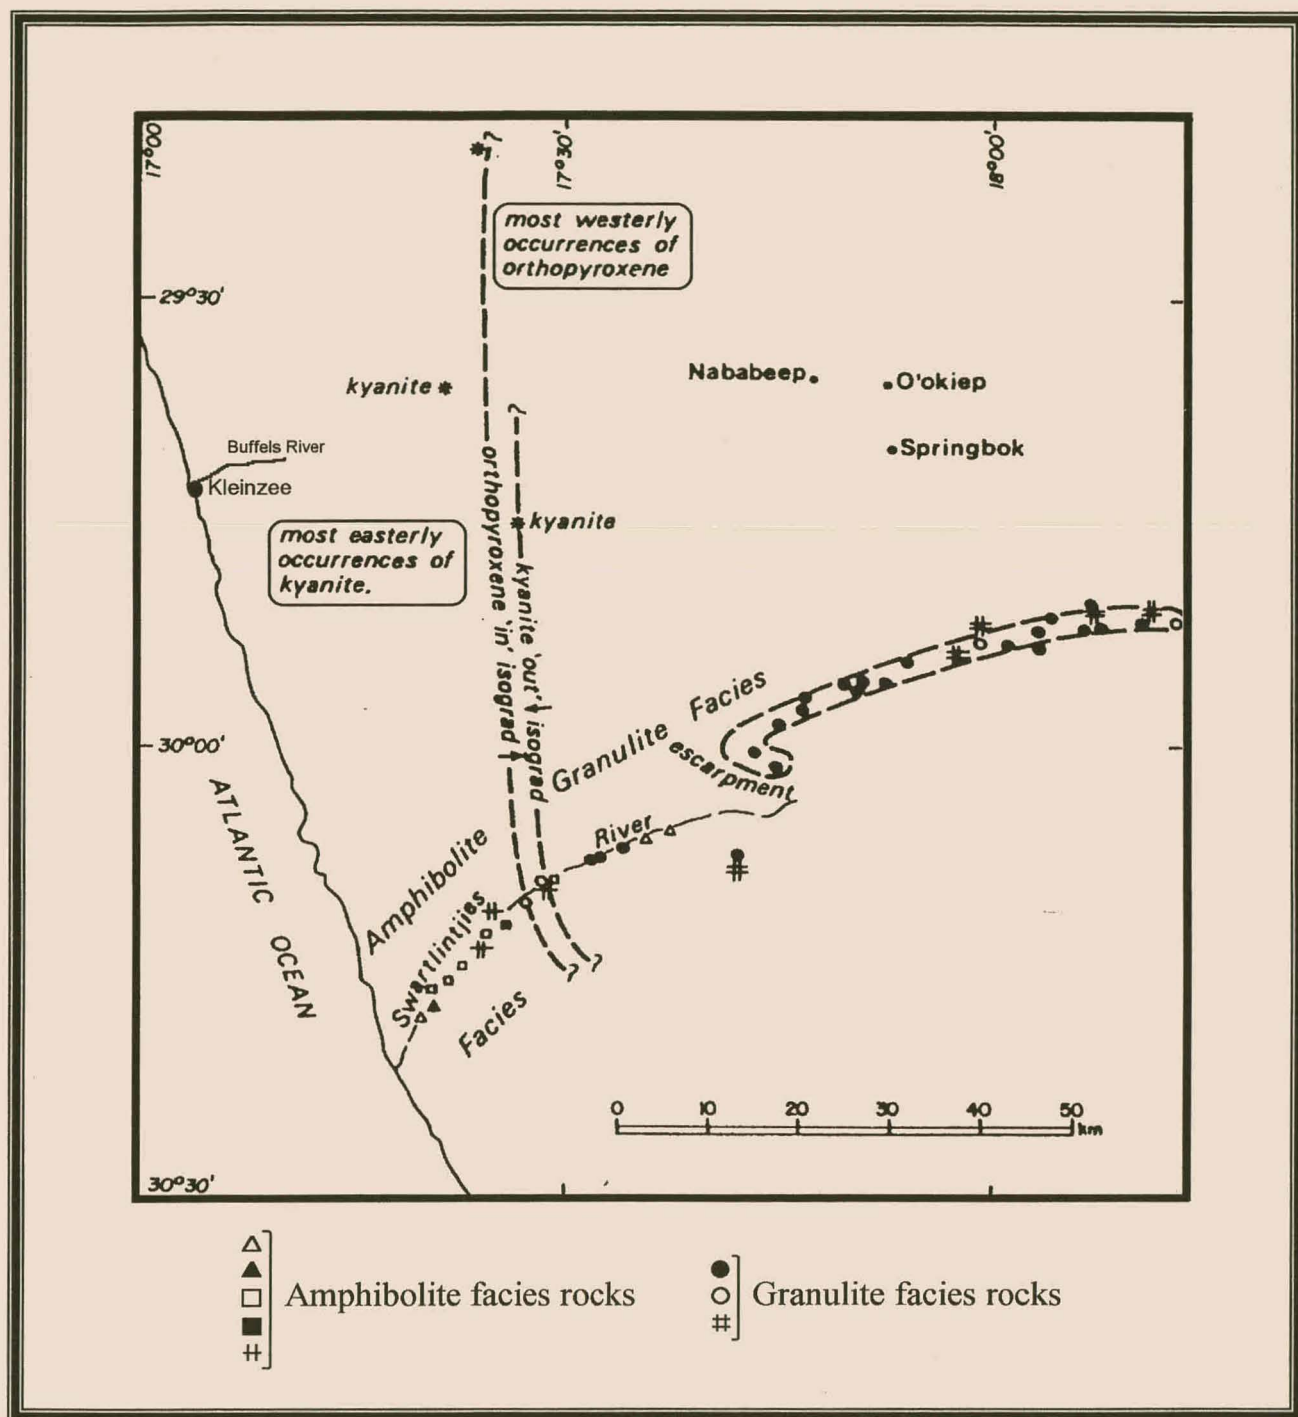 17°00'
?
17°30'
18°00'
most westerly
occurrences of
orthopyroxene
29°30'
kyanite
Nababeep
O'okiep
?
Buffels River
Springbok
Kleinzee
kyanite
most easterly
occurrences of
kyanite.
orthopyroxene 'in' isograd
kyanite 'out' isograd
Granulite Facies
escarpment
30°00'
ATLANTIC OCEAN
River
Amphibolite
Swartlintjies
? ?
Facies
0 10 20 30 40 50
km
30°30'
Amphibolite facies rocks
Granulite facies rocks